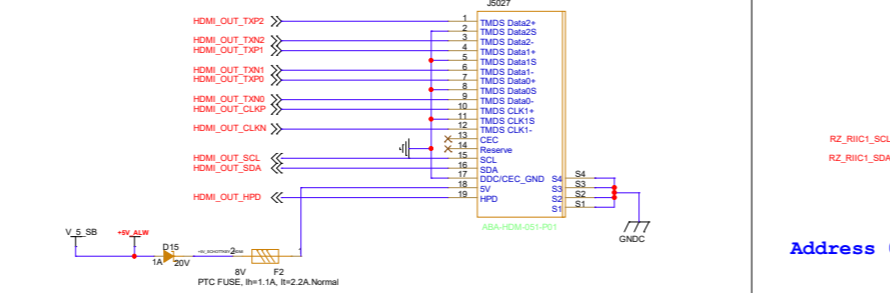 J5027
HDMI_OUT_TXP2 1 TMDS Data2+
2 TMDS Data2S
HDMI_OUT_TXN2 3 TMDS Data2-
HDMI_OUT_TXP1 4 TMDS Data1+
5 TMDS Data1S
HDMI_OUT_TXN1 6 TMDS Data1-
HDMI_OUT_TXP0 7 TMDS Data0+
8 TMDS Data0S
HDMI_OUT_TXN0 9 TMDS Data0-
HDMI_OUT_CLKP 10 TMDS CLK1+
11 TMDS CLK1S
HDMI_OUT_CLKN 12 TMDS CLK1-
13 CEC
14 Reserve
HDMI_OUT_SCL 15 SCL
HDMI_OUT_SDA 16 SDA
17 DDC/CEC_GND S4 S4
18 5V S3 S3
HDMI_OUT_HPD 19 HPD S2 S2
S1 S1
ABA-HDM-051-P01
GNDC
RZ_RIIC1_SCL
RZ_RIIC1_SDA
Address
V_5_SB +5V_ALW
D15
1A 20V
2 1
8V F2
PTC FUSE, Ih=1.1A, It=2.2A.Normal